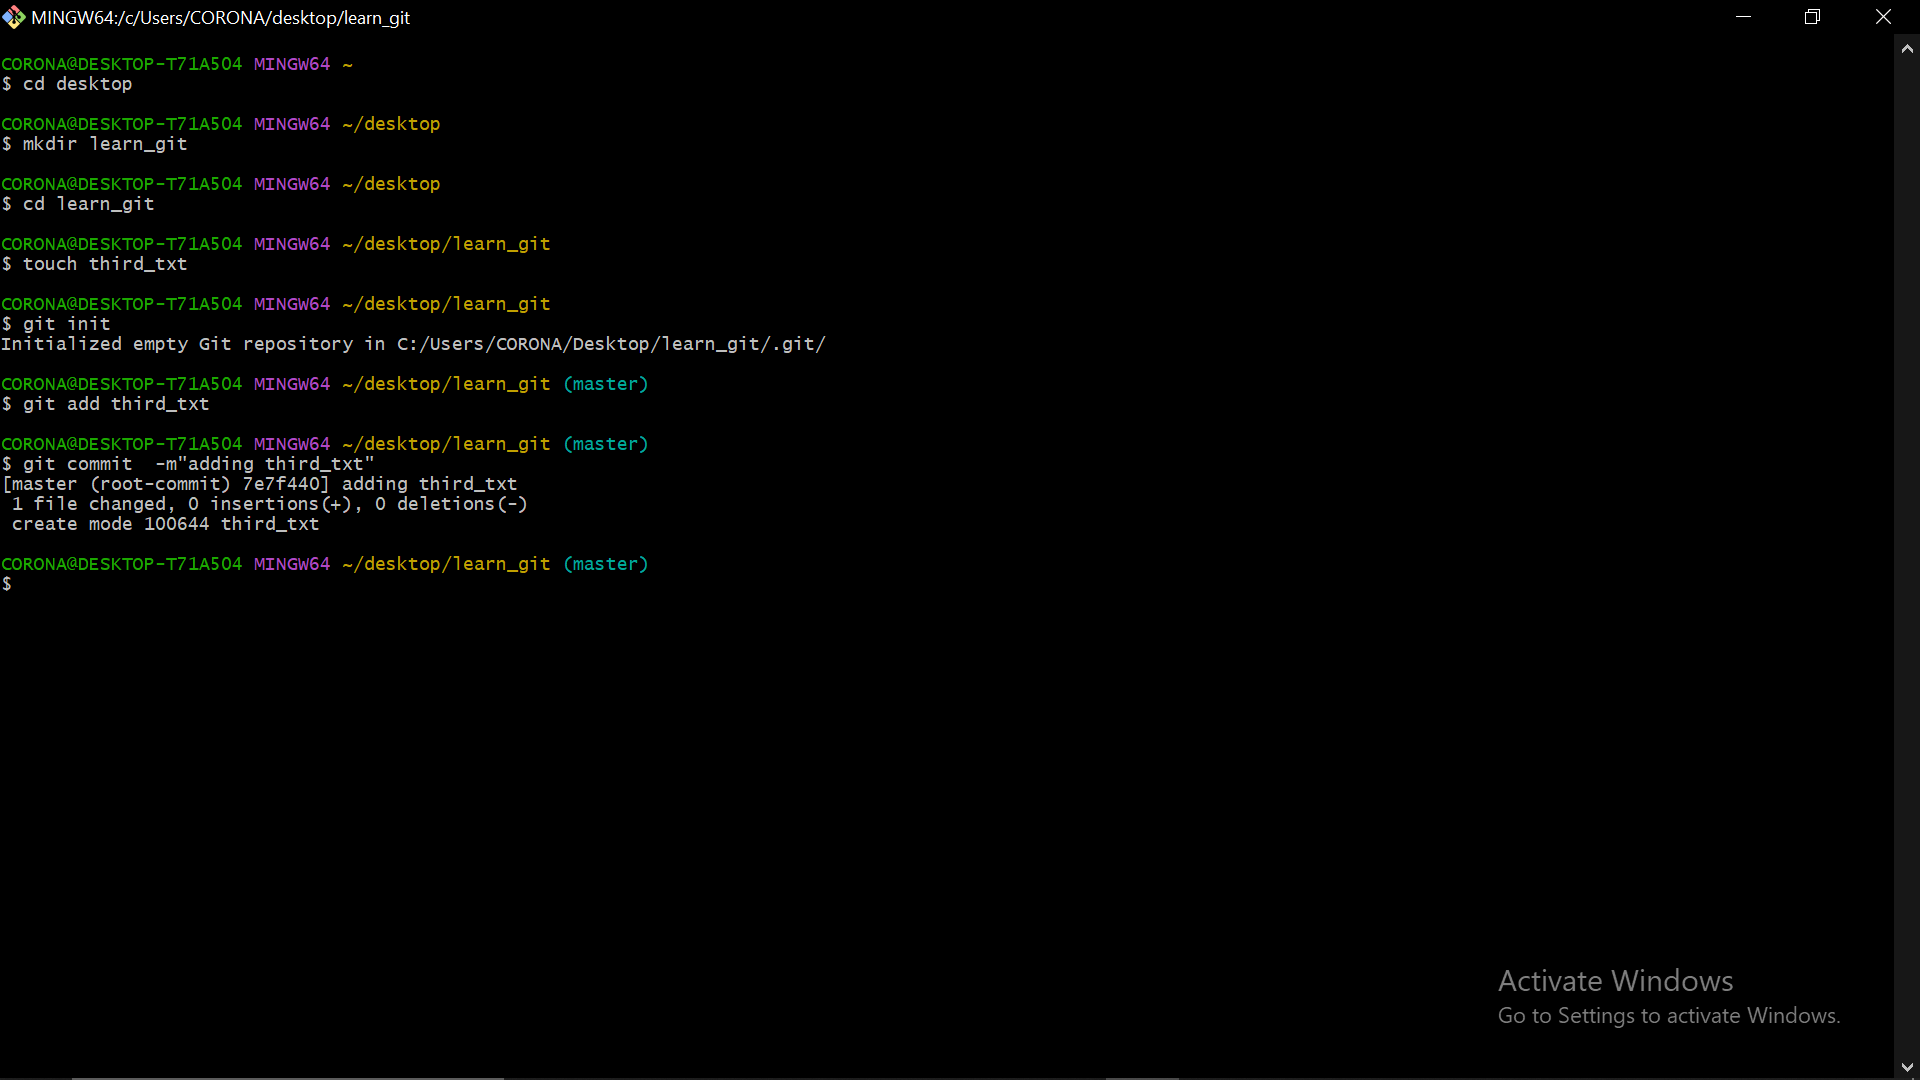 MINGW64:/c/Users/CORONA/desktop/learn_git
CORONA@DESKTOP-T71A504 MINGW64 ~
$ cd desktop
CORONA@DESKTOP-T71A504 MINGW64 ~/desktop
$ mkdir learn_git
CORONA@DESKTOP-T71A504 MINGW64 ~/desktop
$ cd learn_git
CORONA@DESKTOP-T71A504 MINGW64 ~/desktop/learn_git
$ touch third_txt
CORONA@DESKTOP-T71A504 MINGW64 ~/desktop/learn_git
$ git init
Initialized empty Git repository in C:/Users/CORONA/Desktop/learn_git/.git/
CORONA@DESKTOP-T71A504 MINGW64 ~/desktop/learn_git (master)
$ git add third_txt
CORONA@DESKTOP-T71A504 MINGW64 ~/desktop/learn_git (master)
$ git commit  -m"adding third_txt"
[master (root-commit) 7e7f440] adding third_txt
 1 file changed, 0 insertions(+), 0 deletions(-)
 create mode 100644 third_txt
CORONA@DESKTOP-T71A504 MINGW64 ~/desktop/learn_git (master)
$
Activate Windows
Go to Settings to activate Windows.